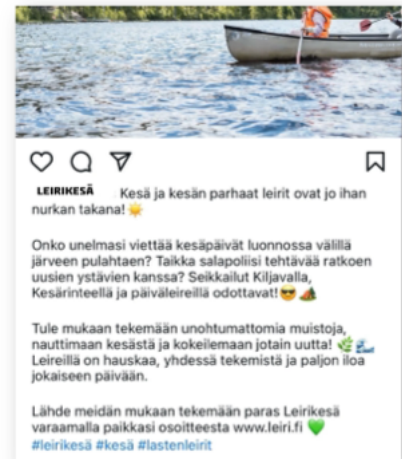 LEIRIKESÄ Kesä ja kesän parhaat leirit ovat jo ihan
nurkan takana!☀️
Onko unelmasi viettää kesäpäivät luonnossa välillä
järveen pulahtaen? Taikka salapoliisi tehtävää ratkoen
uusien ystävien kanssa? Seikkailut Kiljavalla,
Kesärinteellä ja päiväleireillä odottavat!😎🏕️
Tule mukaan tekemään unohtumattomia muistoja,
nauttimaan kesästä ja kokeilemaan jotain uutta! 🌿🌊
Leireillä on hauskaa, yhdessä tekemistä ja paljon iloa
jokaiseen päivään.
Lähde meidän mukaan tekemään paras Leirikesä
varaamalla paikkasi osoitteesta www.leiri.fi 💚
#leirikesä #kesä #lastenleirit